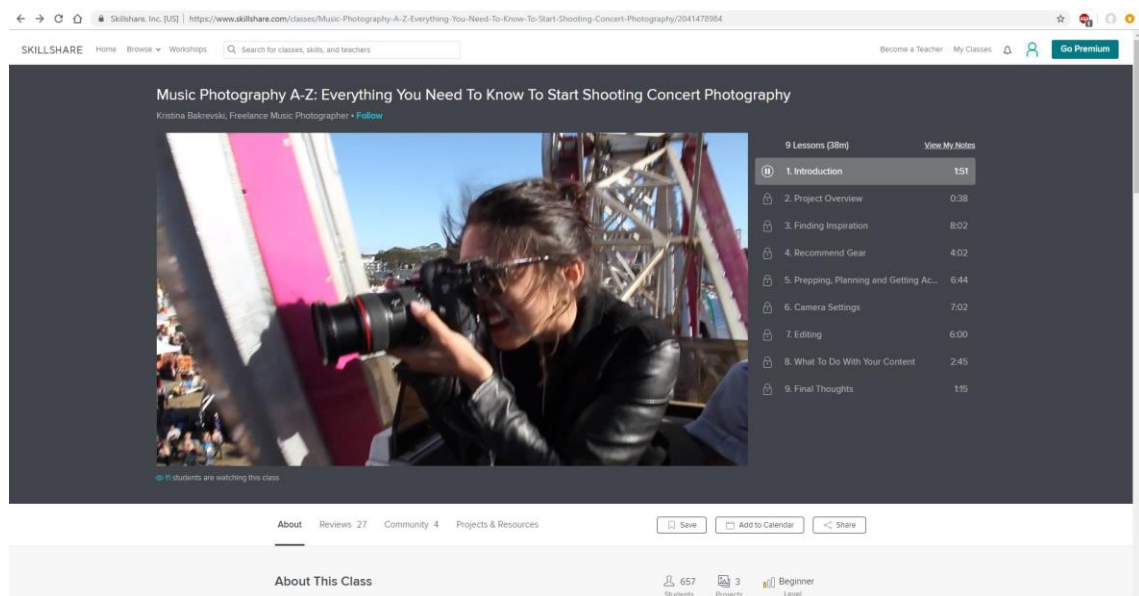 Skillshare, Inc. [US] | https://www.skillshare.com/classes/Music-Photography-A-Z-Everything-You-Need-To-Know-To-Start-Shooting-Concert-Photography/2041478984
SKILLSHARE Home Browse Workshops Search for classes, skills, and teachers Become a Teacher My Classes Go Premium
Music Photography A-Z: Everything You Need To Know To Start Shooting Concert Photography
Kristina Bakrevski, Freelance Music Photographer • Follow
9 Lessons (38m) View My Notes
1. Introduction 1:51
2. Project Overview 0:38
3. Finding Inspiration 8:02
4. Recommend Gear 4:02
5. Prepping, Planning and Getting Ac... 6:44
6. Camera Settings 7:02
7. Editing 6:00
8. What To Do With Your Content 2:45
9. Final Thoughts 1:15
11 students are watching this class
About Reviews 27 Community 4 Projects & Resources Save Add to Calendar Share
About This Class 657 3 Beginner
Students Projects Level